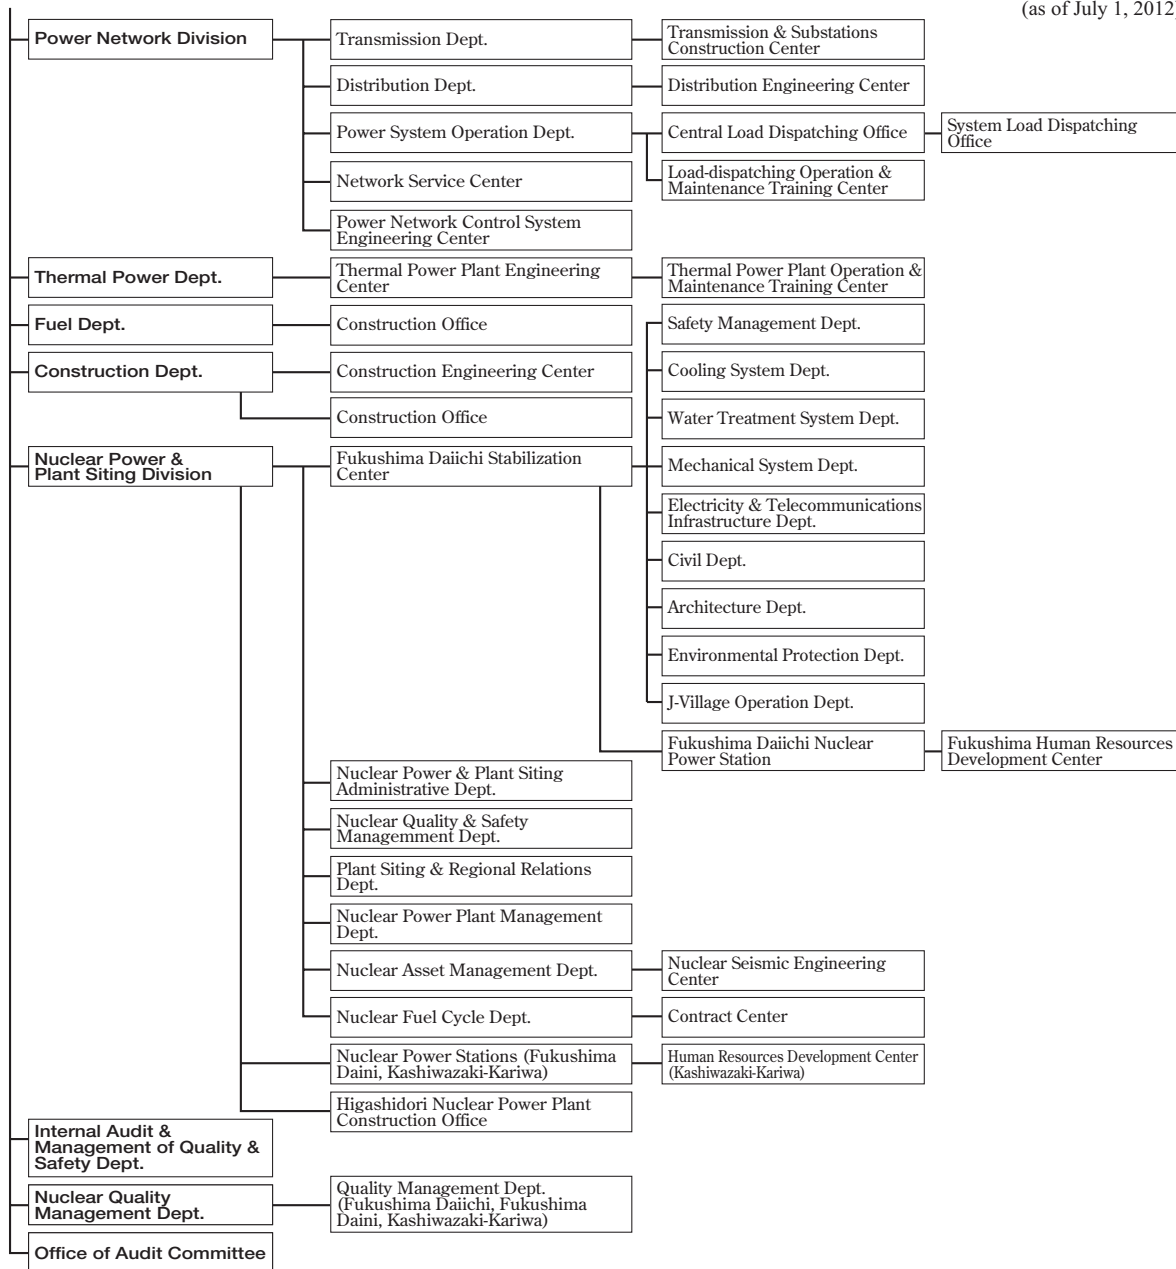 (as of July 1, 2012)
Power Network Division
Transmission Dept.
Transmission & Substations
Construction Center
Distribution Dept.
Distribution Engineering Center
Power System Operation Dept.
Central Load Dispatching Office
System Load Dispatching
Office
Network Service Center
Load-dispatching Operation &
Maintenance Training Center
Power Network Control System
Engineering Center
Thermal Power Dept.
Thermal Power Plant Engineering
Center
Thermal Power Plant Operation &
Maintenance Training Center
Fuel Dept.
Construction Office
Safety Management Dept.
Construction Dept.
Construction Engineering Center
Cooling System Dept.
Construction Office
Water Treatment System Dept.
Nuclear Power &
Plant Siting Division
Fukushima Daiichi Stabilization
Center
Mechanical System Dept.
Electricity & Telecommunications
Infrastructure Dept.
Civil Dept.
Architecture Dept.
Environmental Protection Dept.
J-Village Operation Dept.
Fukushima Daiichi Nuclear
Power Station
Fukushima Human Resources
Development Center
Nuclear Power & Plant Siting
Administrative Dept.
Nuclear Quality & Safety
Managemment Dept.
Plant Siting & Regional Relations
Dept.
Nuclear Power Plant Management
Dept.
Nuclear Asset Management Dept.
Nuclear Seismic Engineering
Center
Nuclear Fuel Cycle Dept.
Contract Center
Nuclear Power Stations (Fukushima
Daini, Kashiwazaki-Kariwa)
Human Resources Development Center
(Kashiwazaki-Kariwa)
Higashidori Nuclear Power Plant
Construction Office
Internal Audit &
Management of Quality &
Safety Dept.
Nuclear Quality
Management Dept.
Quality Management Dept.
(Fukushima Daiichi, Fukushima
Daini, Kashiwazaki-Kariwa)
Office of Audit Committee